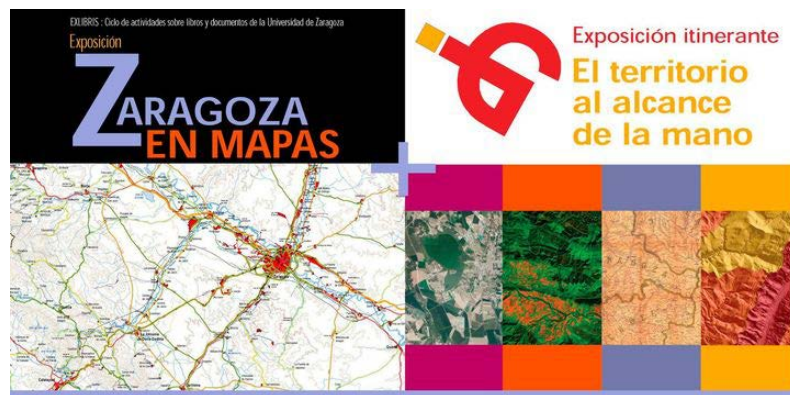 EXLIBRIS : Ciclo de actividades sobre libros y documentos de la Universidad de Zaragoza
Exposición
ZARAGOZA
EN MAPAS
Exposición itinerante
El territorio
al alcance
de la mano